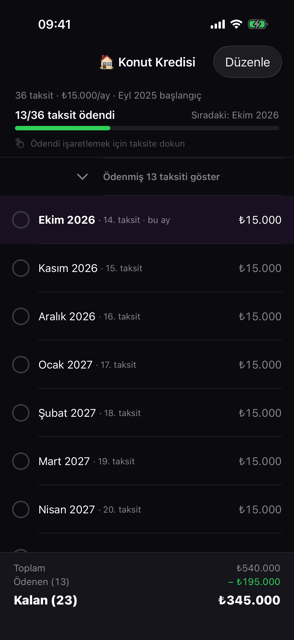 09:41
🏠 Konut Kredisi
Düzenle
36 taksit · ₺15.000/ay · Eyl 2025 başlangıç
13/36 taksit ödendi
Sıradaki: Ekim 2026
Ödendi işaretlemek için taksite dokun
Ödenmiş 13 taksiti göster
Ekim 2026 · 14. taksit · bu ay ₺15.000
Kasım 2026 · 15. taksit ₺15.000
Aralık 2026 · 16. taksit ₺15.000
Ocak 2027 · 17. taksit ₺15.000
Şubat 2027 · 18. taksit ₺15.000
Mart 2027 · 19. taksit ₺15.000
Nisan 2027 · 20. taksit ₺15.000
Toplam ₺540.000
Ödenen (13) − ₺195.000
Kalan (23) ₺345.000